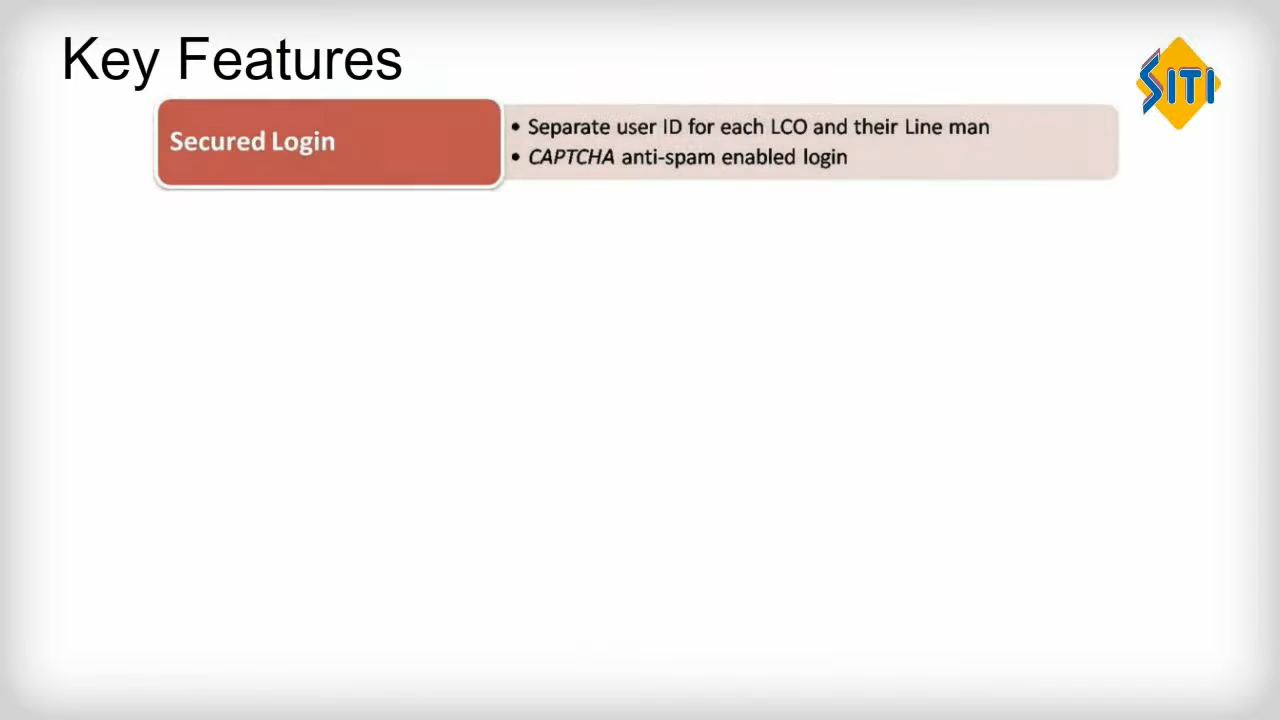 Key Features
SITI
Secured Login
• Separate user ID for each LCO and their Line man
• CAPTCHA anti-spam enabled login